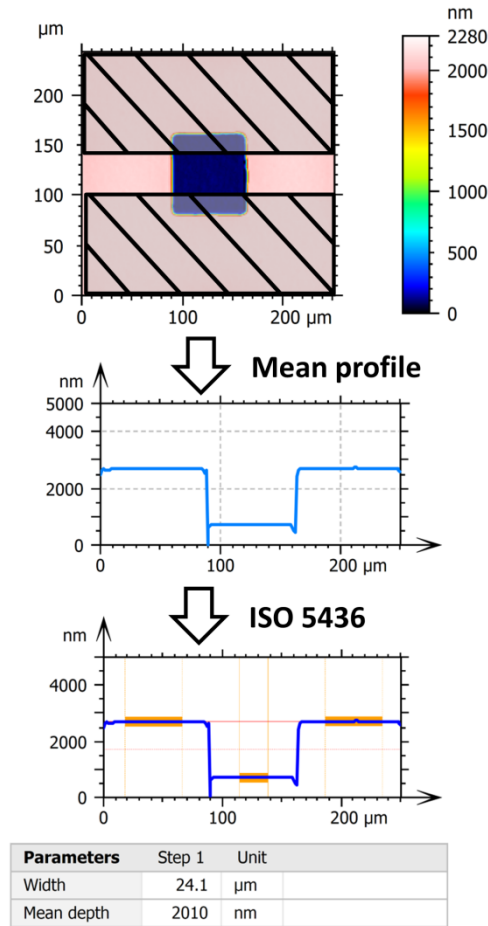 µm
nm
2280
2000
1500
1000
500
0
200
150
100
50
0
0 100 200 µm
Mean profile
nm
5000
4000
2000
0
0 100 200 µm
ISO 5436
nm
4000
2000
0
0 100 200 µm
Parameters Step 1 Unit
Width 24.1 µm
Mean depth 2010 nm